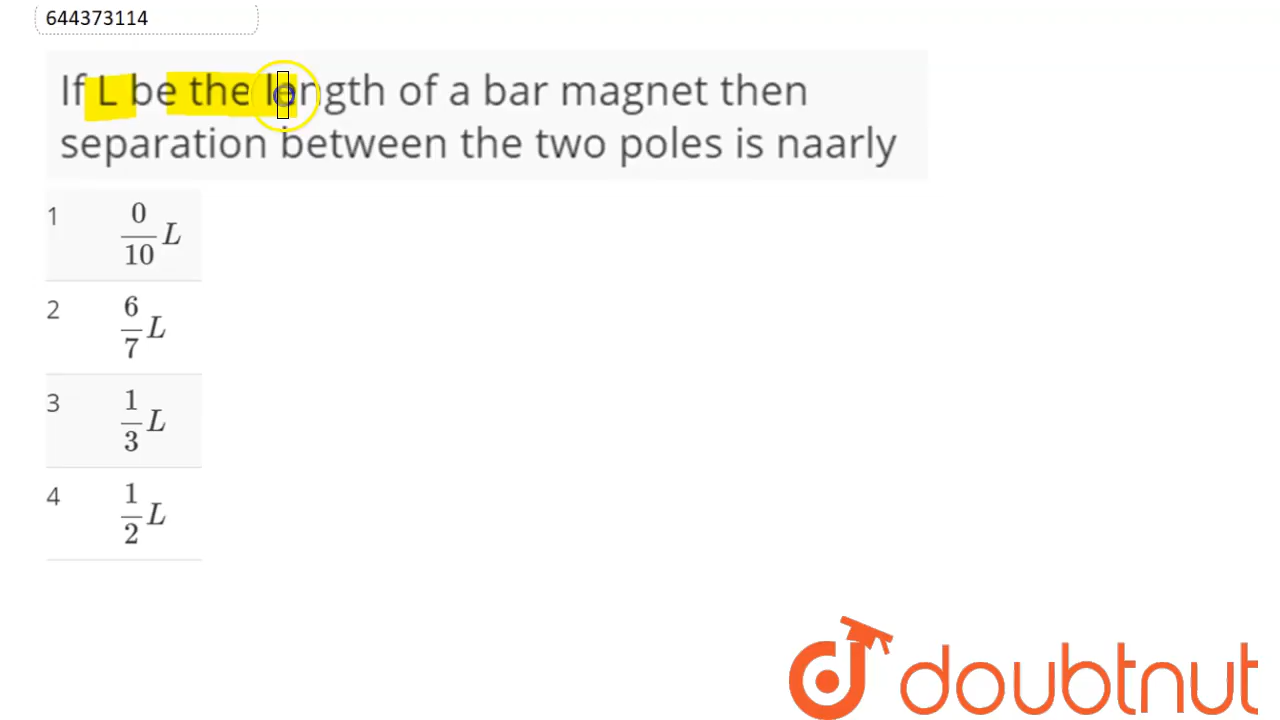 644373114
If L be the length of a bar magnet then
separation between the two poles is naarly
1 0/10 L
2 6/7 L
3 1/3 L
4 1/2 L
doubtnut